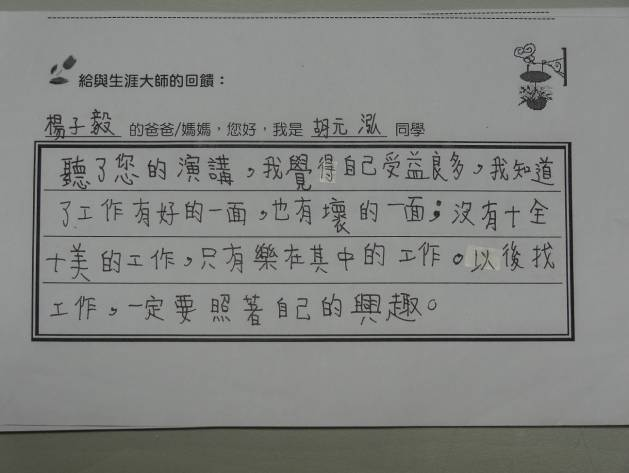 給與生涯大師的回饋：
楊子毅 的爸爸/媽媽，您好，我是 胡元泓 同學
聽了您的演講，我覺得自己受益良多，我知道
了工作有好的一面，也有壞的一面；沒有十全
十美的工作，只有樂在其中的工作。以後找
工作，一定要照著自己的興趣。